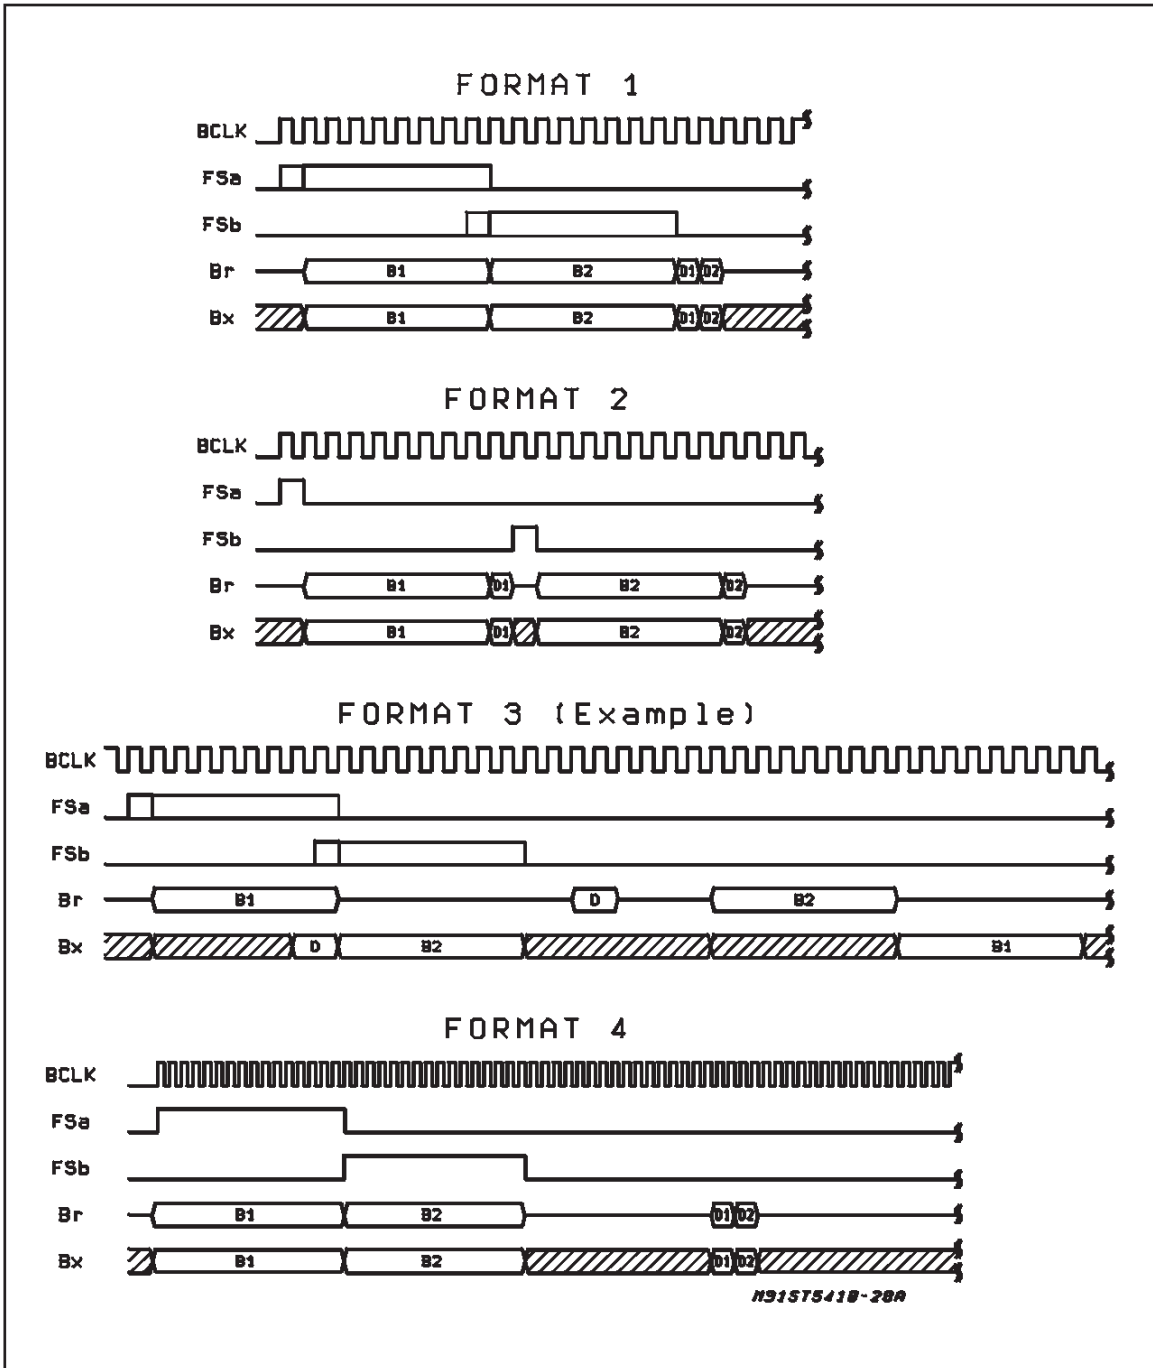 FORMAT 1
BCLK
FSa
FSb
Br B1 B2 D1 D2
Bx B1 B2 D1 D2
FORMAT 2
BCLK
FSa
FSb
Br B1 D1 B2 D2
Bx B1 D1 B2 D2
FORMAT 3 (Example)
BCLK
FSa
FSb
Br B1 D B2
Bx D B2 B1
FORMAT 4
BCLK
FSa
FSb
Br B1 B2 D1 D2
Bx B1 B2 D1 D2
M91ST5410-28A